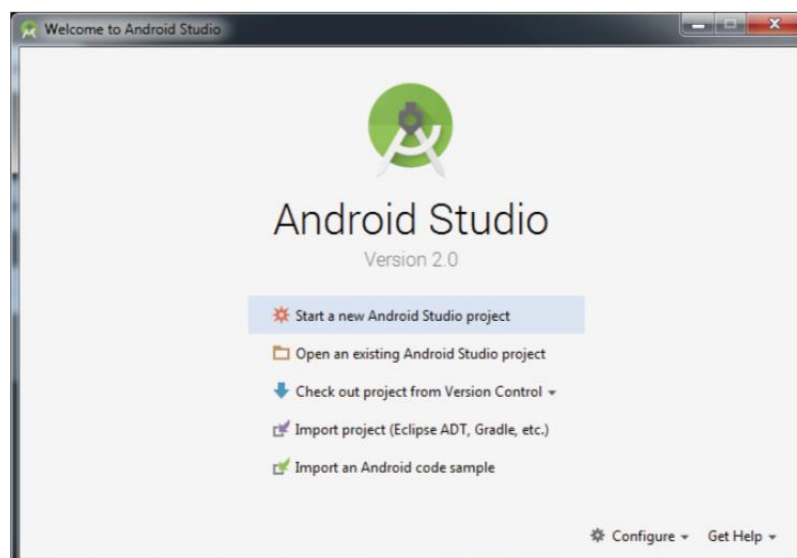 Welcome to Android Studio
Android Studio
Version 2.0
Start a new Android Studio project
Open an existing Android Studio project
Check out project from Version Control
Import project (Eclipse ADT, Gradle, etc.)
Import an Android code sample
Configure Get Help